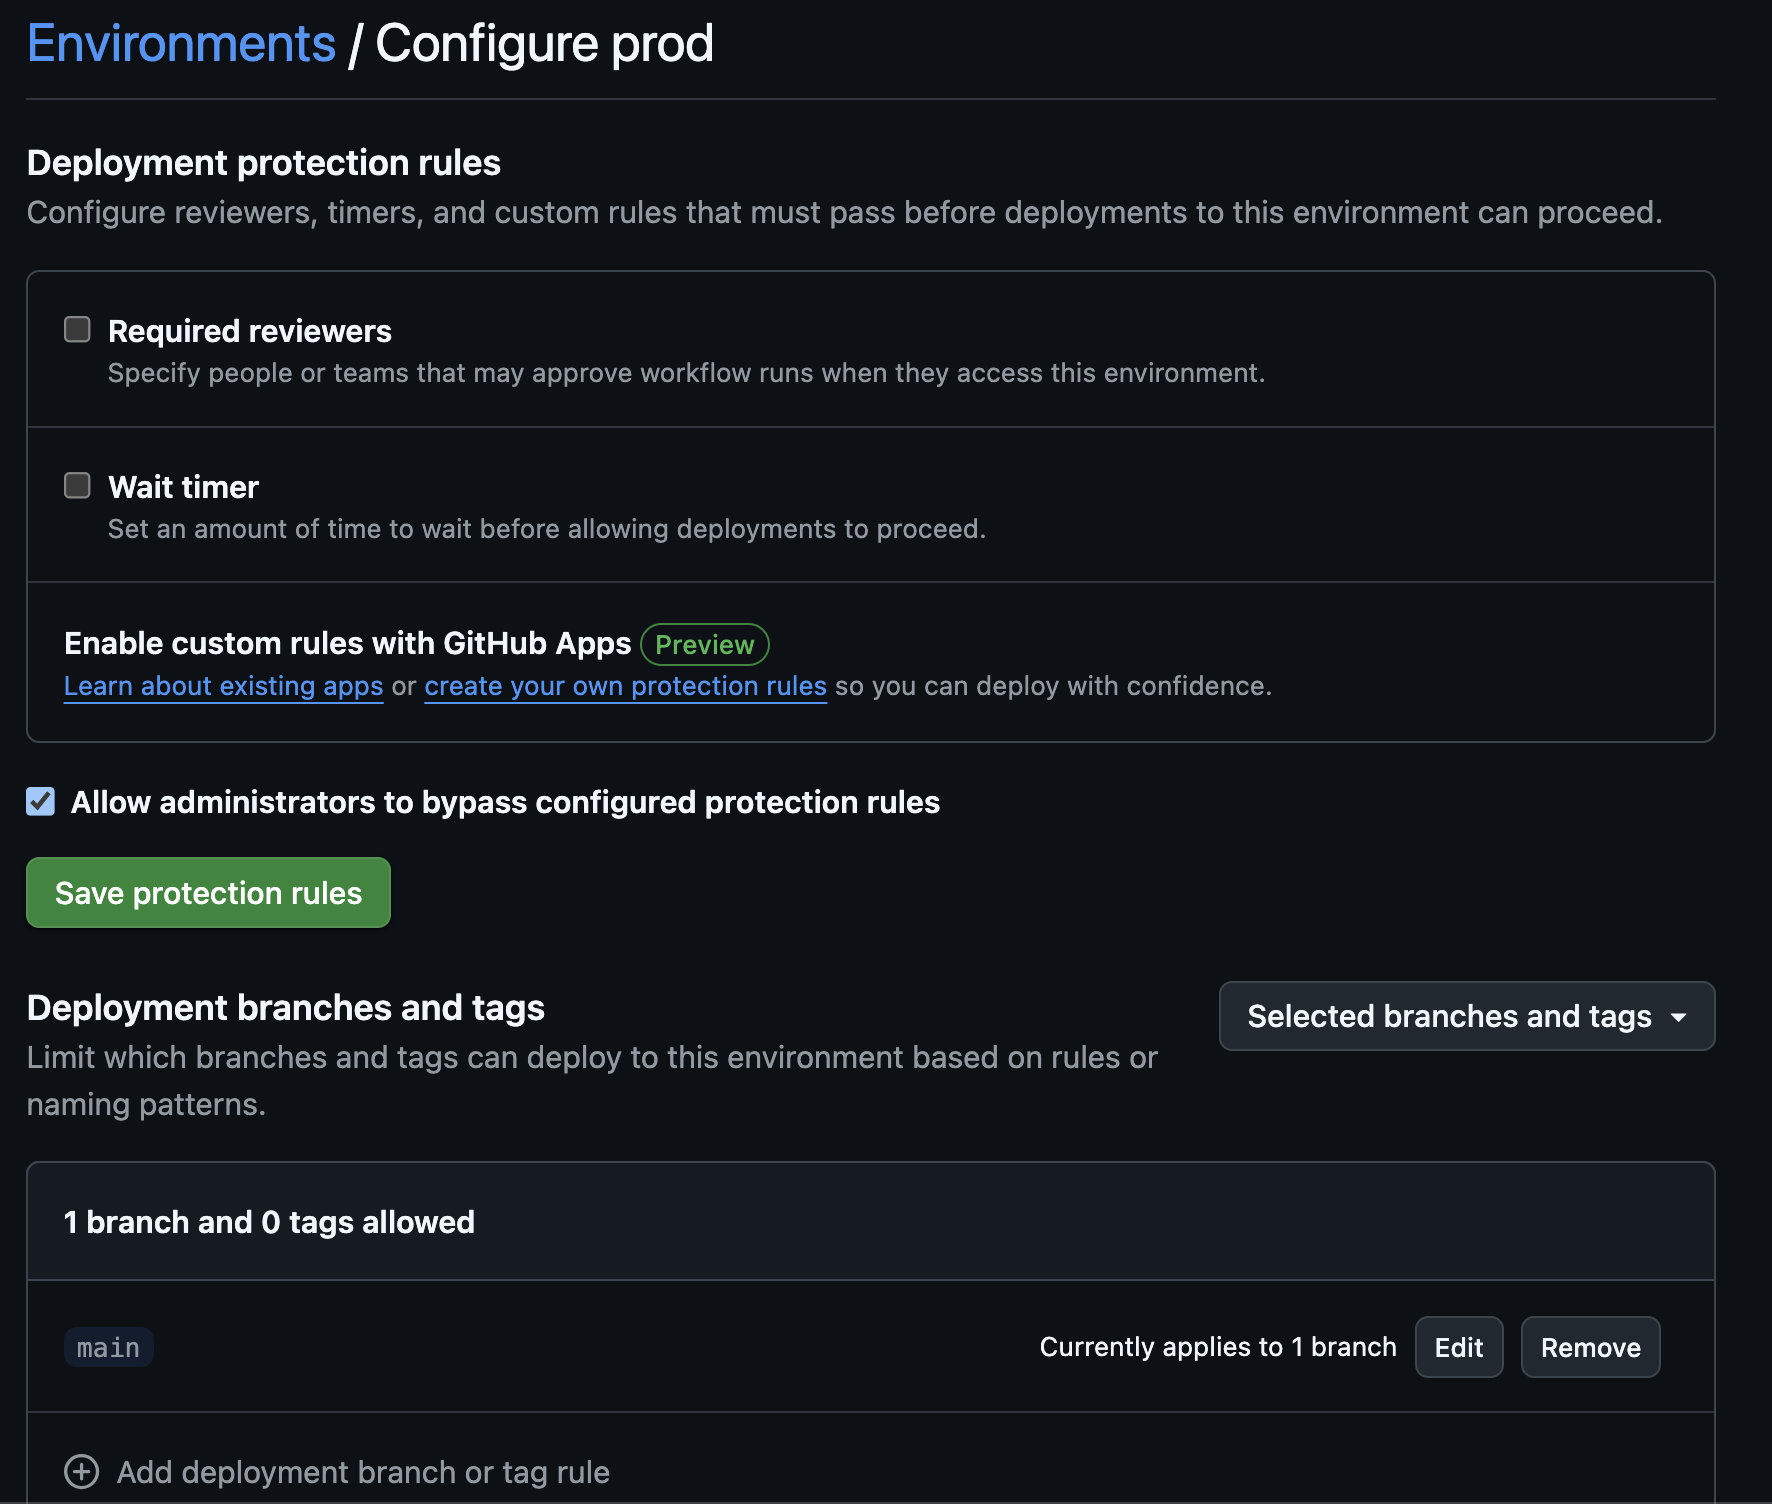 Environments / Configure prod
Deployment protection rules
Configure reviewers, timers, and custom rules that must pass before deployments to this environment can proceed.
Required reviewers
Specify people or teams that may approve workflow runs when they access this environment.
Wait timer
Set an amount of time to wait before allowing deployments to proceed.
Enable custom rules with GitHub Apps Preview
Learn about existing apps or create your own protection rules so you can deploy with confidence.
Allow administrators to bypass configured protection rules
Save protection rules
Deployment branches and tags
Selected branches and tags
Limit which branches and tags can deploy to this environment based on rules or
naming patterns.
1 branch and 0 tags allowed
main Currently applies to 1 branch Edit Remove
Add deployment branch or tag rule